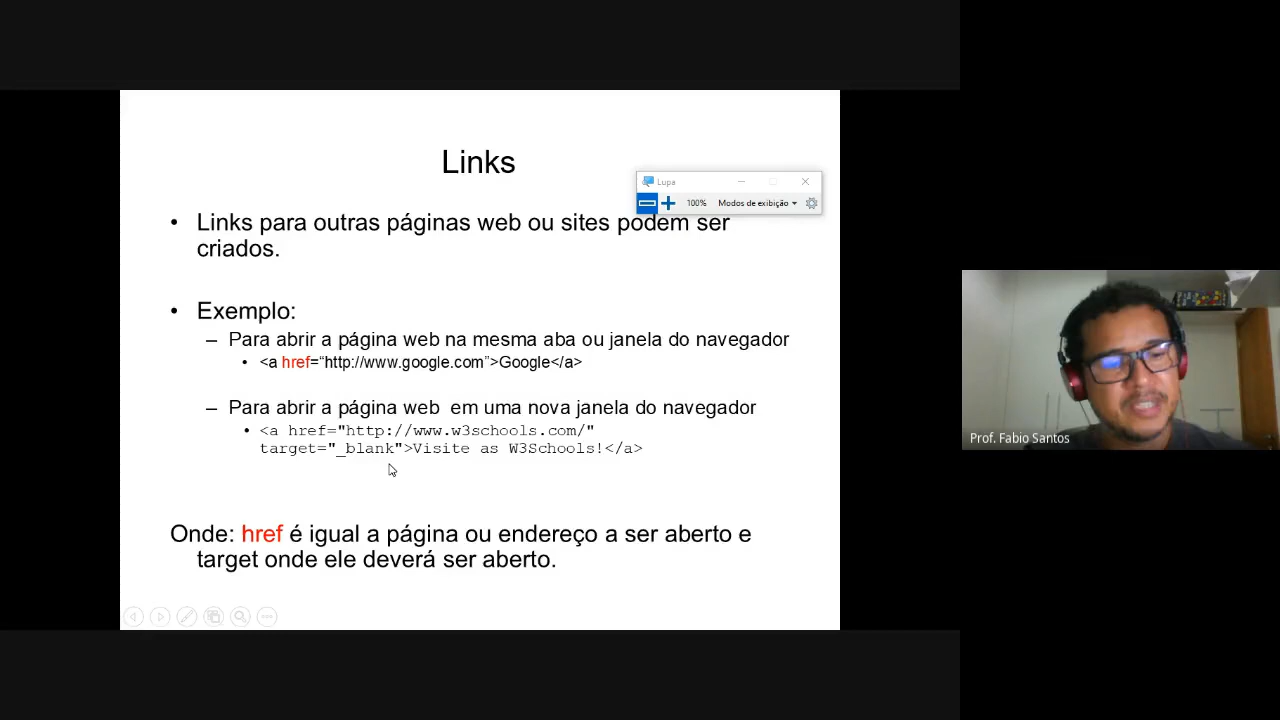 Links
Lupa
100% Modos de exibição
• Links para outras páginas web ou sites podem ser
criados.
• Exemplo:
– Para abrir a página web na mesma aba ou janela do navegador
• <a href=“http://www.google.com”>Google</a>
– Para abrir a página web  em uma nova janela do navegador
• <a href="http://www.w3schools.com/"
target="_blank">Visite as W3Schools!</a>
Onde: href é igual a página ou endereço a ser aberto e
target onde ele deverá ser aberto.
Prof. Fabio Santos